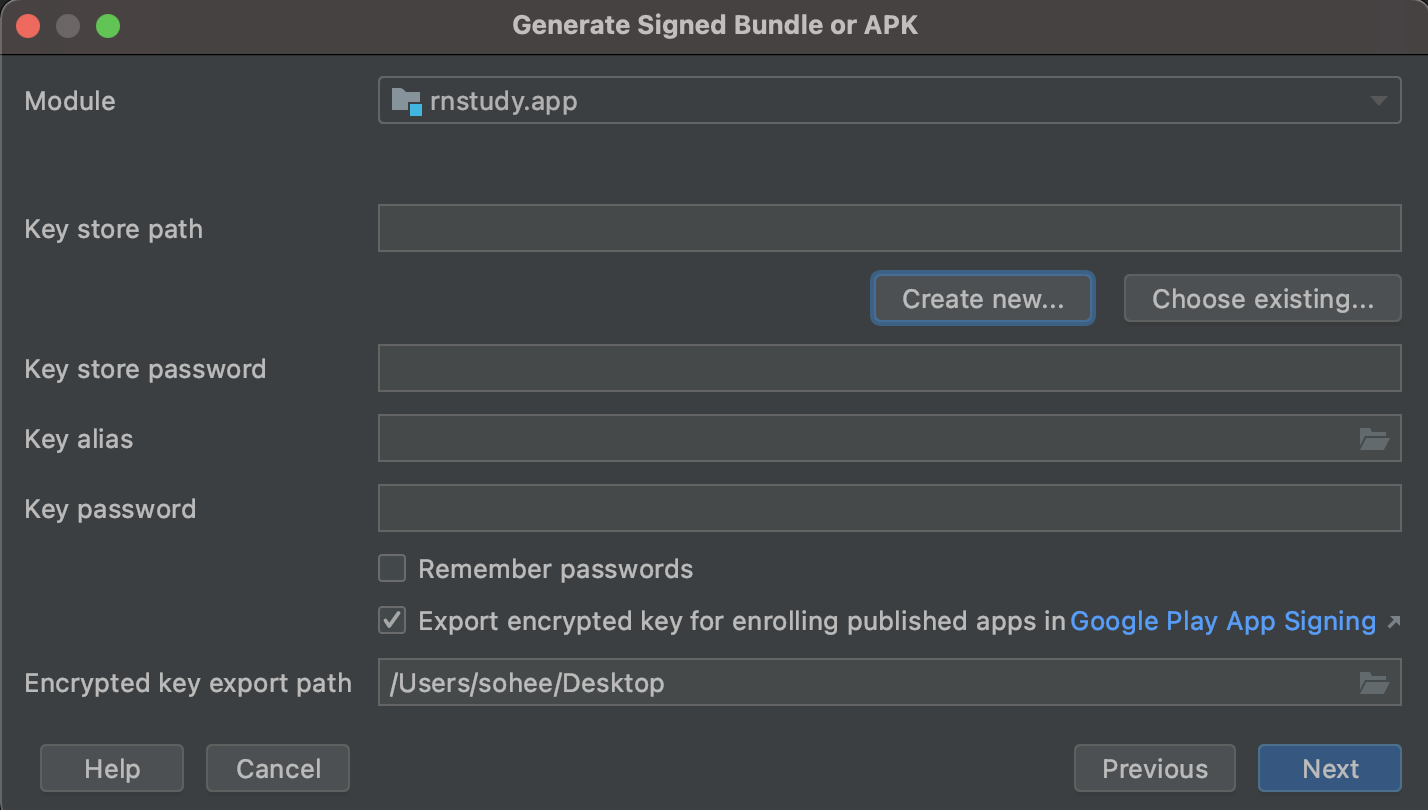 Generate Signed Bundle or APK
Module rnstudy.app
Key store path
Create new... Choose existing...
Key store password
Key alias
Key password
Remember passwords
Export encrypted key for enrolling published apps in Google Play App Signing ↗
Encrypted key export path /Users/sohee/Desktop
Help Cancel Previous Next